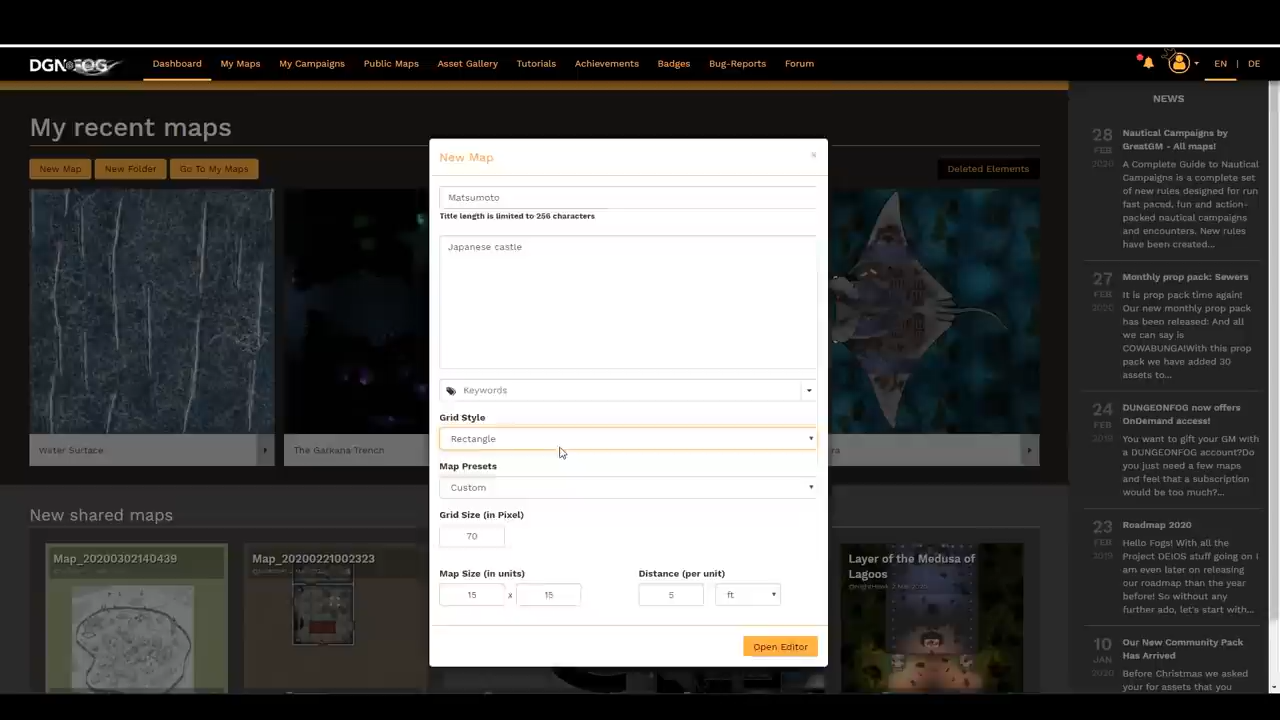 DGNFOG
Dashboard
My Maps
My Campaigns
Public Maps
Asset Gallery
Tutorials
Achievements
Badges
Bug-Reports
Forum
EN | DE
My recent maps
New Map
New Folder
Go To My Maps
Deleted Elements
Water Surface
The Garkana Trench
New shared maps
Map_20200302140439
Map_20200221002323
Layer of the Medusa of
Lagoos
New Map
×
Matsumoto
Title length is limited to 256 characters
Japanese castle
Keywords
Grid Style
Rectangle
Map Presets
Custom
Grid Size (in Pixel)
70
Map Size (in units)
15 x 15
Distance (per unit)
5 ft
Open Editor
NEWS
28
FEB
2020
Nautical Campaigns by
GreatGM - All maps!
A Complete Guide to Nautical
Campaigns is a complete set
of new rules designed for run
fast paced, fun and action-
packed nautical campaigns
and encounters. New rules
have been created...
27
FEB
2020
Monthly prop pack: Sewers
It is prop pack time again!
Our new monthly prop pack
has been released: And all
we can say is
COWABUNGA!With this prop
pack we have added 30
assets to...
24
FEB
2019
DUNGEONFOG now offers
OnDemand access!
You want to gift your GM with
a DUNGEONFOG account?Do
you just need a few maps
and feel that a subscription
would be too much?...
23
FEB
2019
Roadmap 2020
Hello Fogs! With all the
Project DEIOS stuff going on I
am even later on releasing
our roadmap than the year
before! So without any
further ado, let's start with...
10
JAN
2020
Our New Community Pack
Has Arrived
Before Christmas we asked
your for assets that you